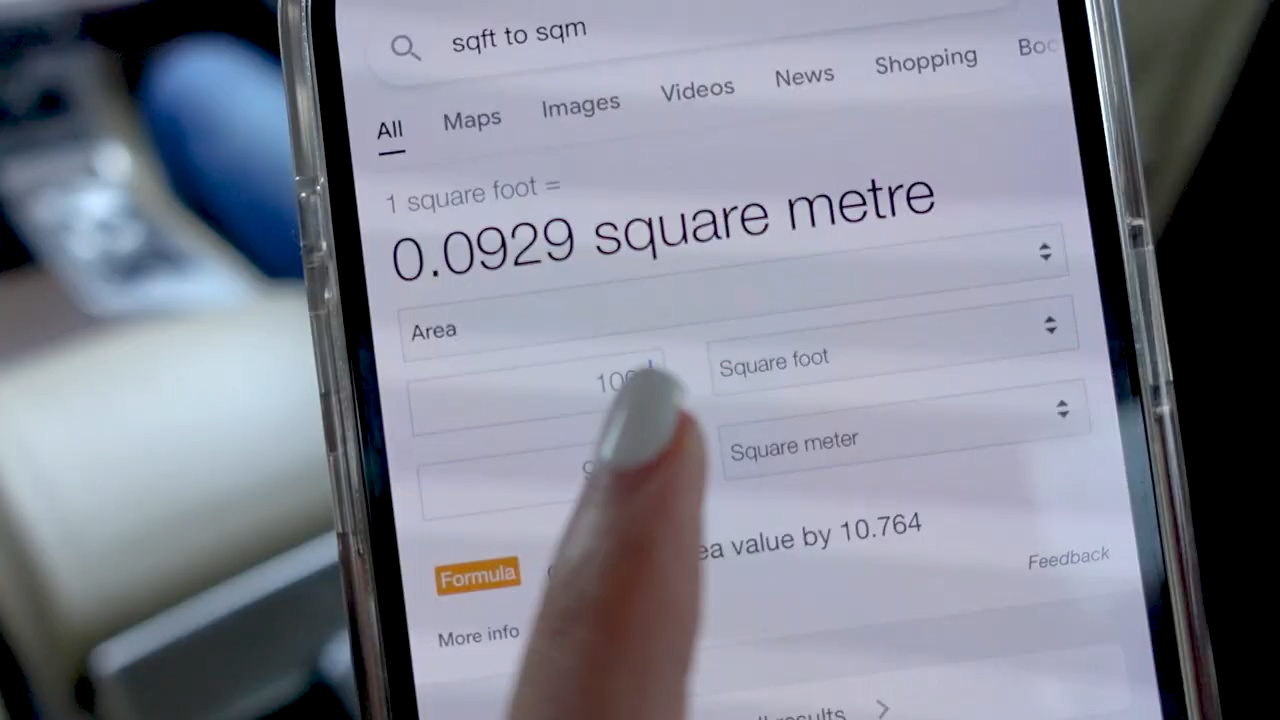 sqft to sqm
All Maps Images Videos News Shopping
1 square foot =
0.0929 square metre
Area
Square foot
Square meter
Formula value by 10.764
Feedback
More info
results